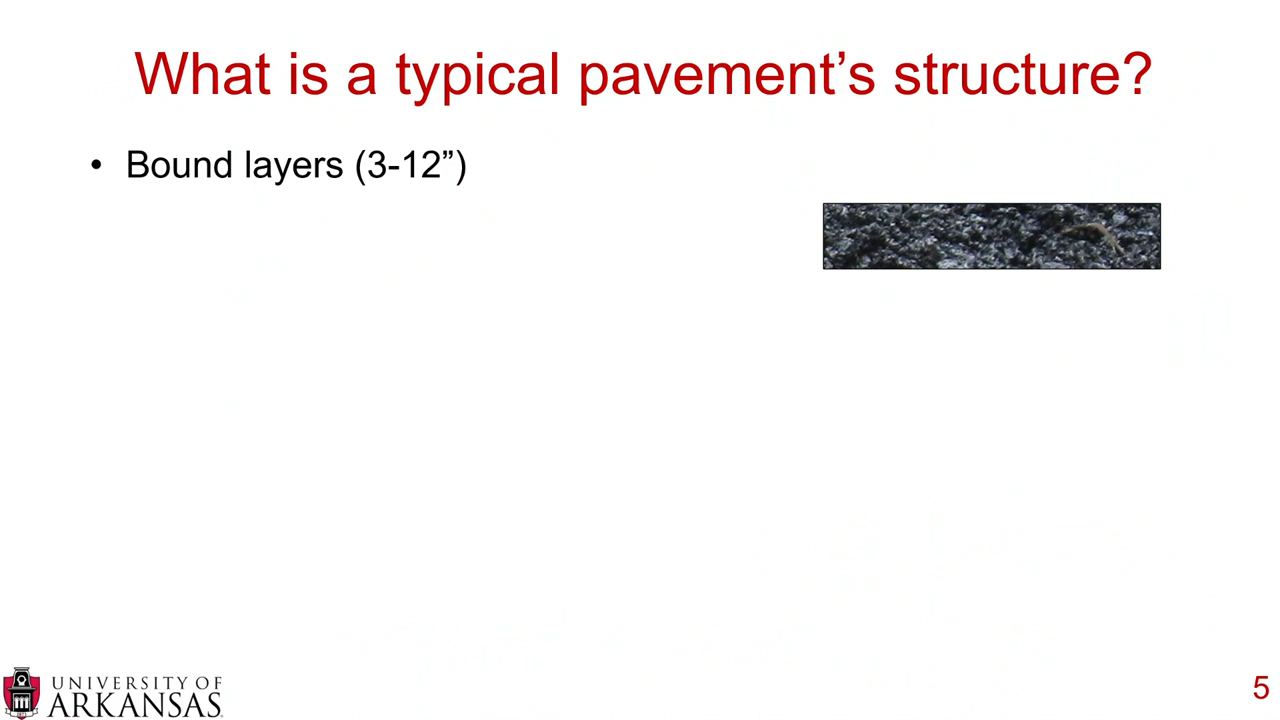 What is a typical pavement’s structure?
• Bound layers (3-12”)
UNIVERSITY OF
ARKANSAS
5